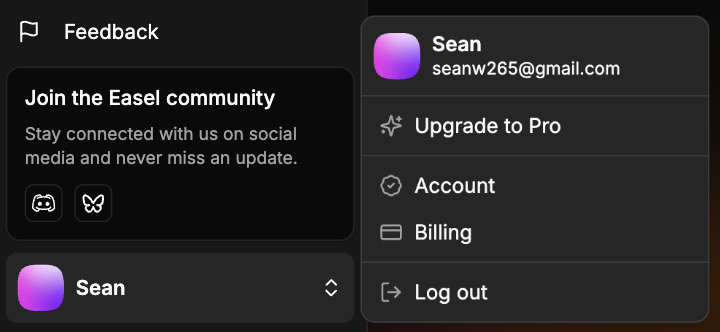 Feedback
Join the Easel community
Stay connected with us on social
media and never miss an update.
Sean
Sean
seanw265@gmail.com
Upgrade to Pro
Account
Billing
Log out